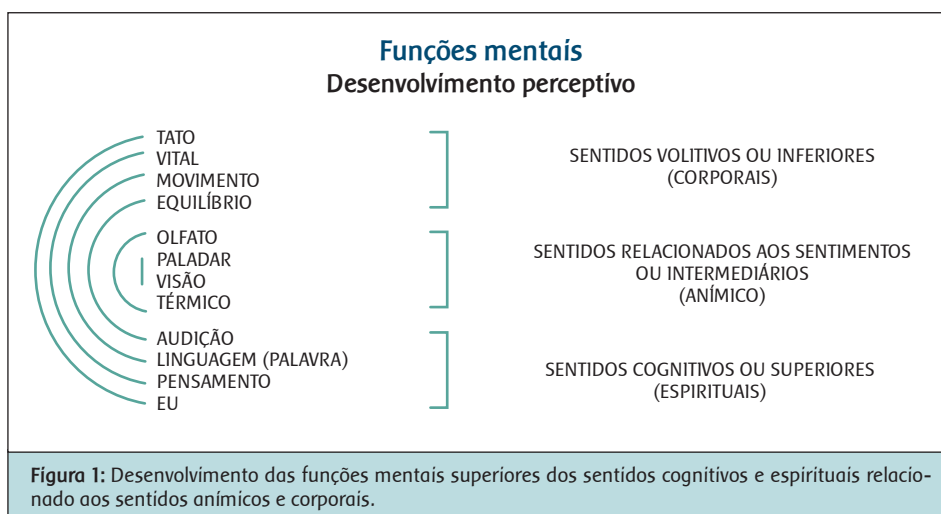 Funções mentais
Desenvolvimento perceptivo
TATO
VITAL
MOVIMENTO
EQUILÍBRIO
SENTIDOS VOLITIVOS OU INFERIORES
(CORPORAIS)
OLFATO
PALADAR
VISÃO
TÉRMICO
SENTIDOS RELACIONADOS AOS SENTIMENTOS
OU INTERMEDIÁRIOS
(ANÍMICO)
AUDIÇÃO
LINGUAGEM (PALAVRA)
PENSAMENTO
EU
SENTIDOS COGNITIVOS OU SUPERIORES
(ESPIRITUAIS)
Figura 1: Desenvolvimento das funções mentais superiores dos sentidos cognitivos e espirituais relacio-
nado aos sentidos anímicos e corporais.